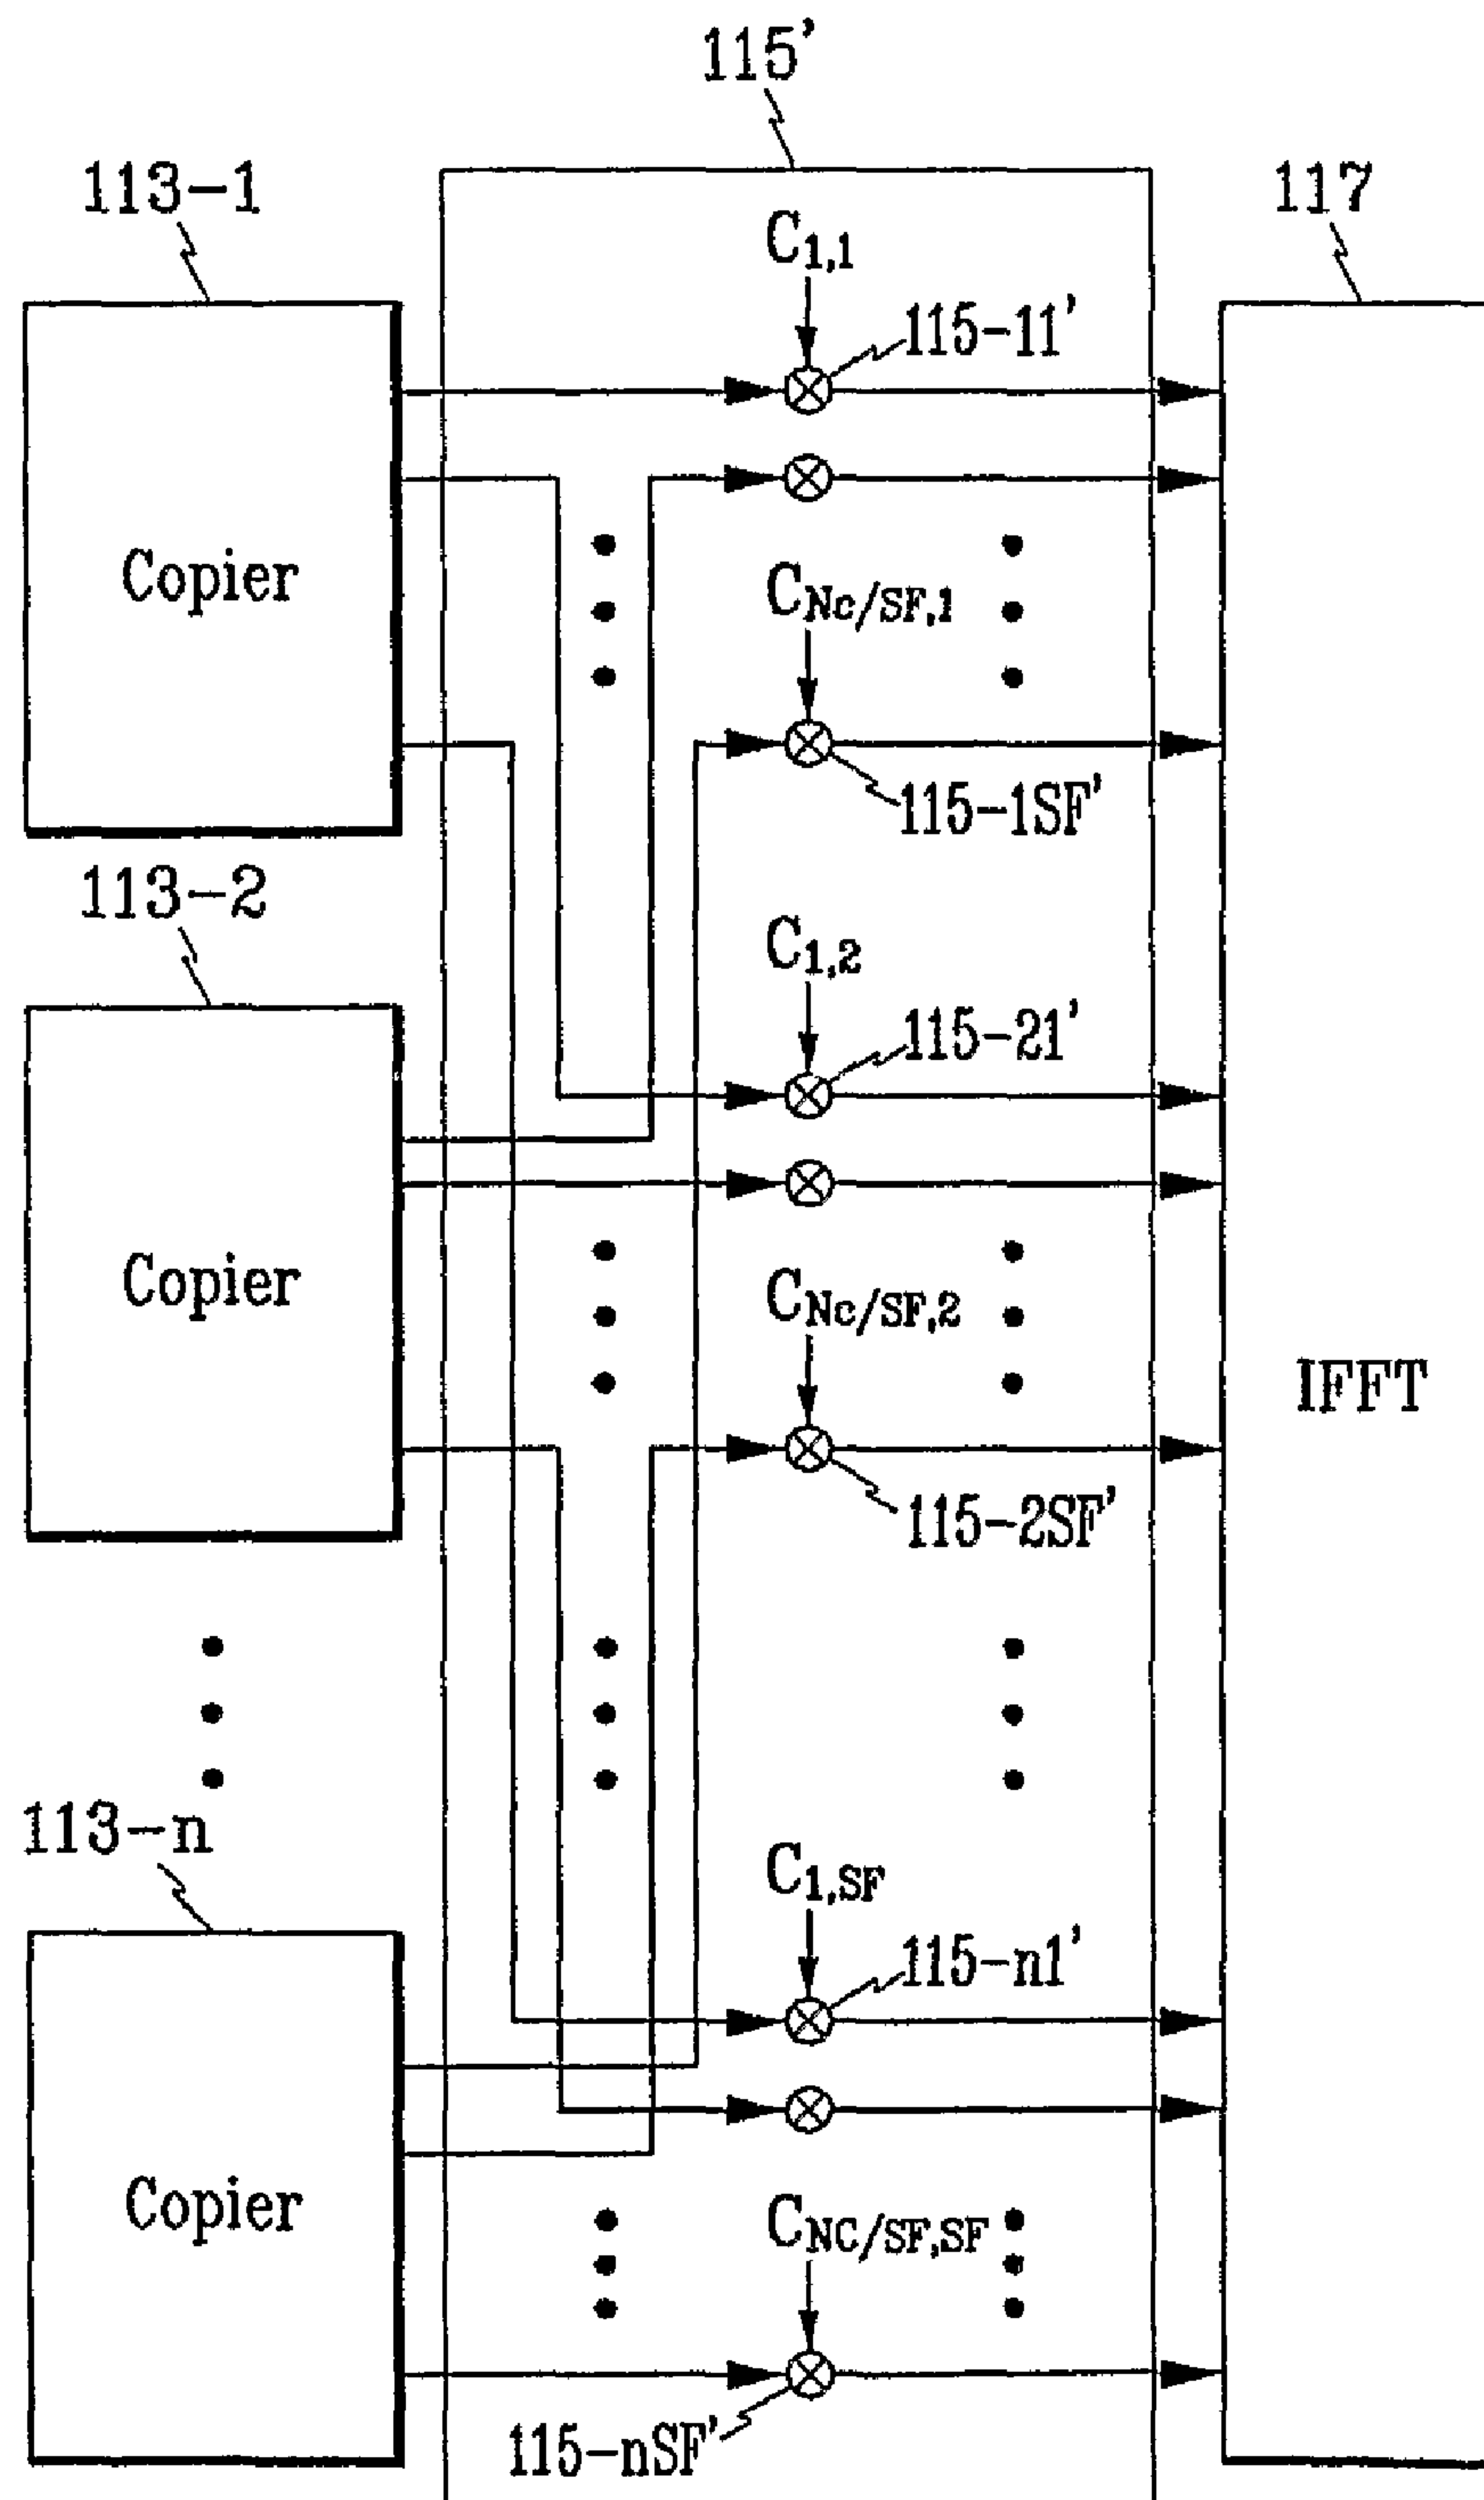 115'
113-1
117
C1,1
115-11'
Copier
CNc/SF,1
115-1SF'
113-2
C1,2
115-21'
Copier
CNc/SF,2
IFFT
115-2SF'
113-n
C1,SF
115-n1'
Copier
CNC/SF,SF
115-nSF'